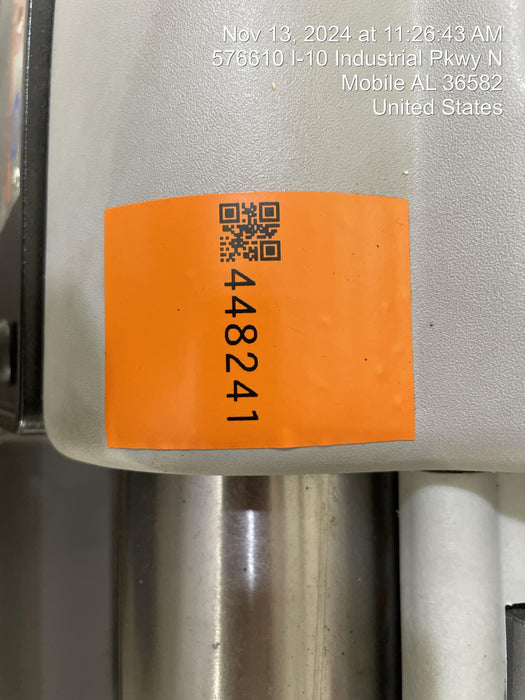 Nov 13, 2024 at 11:26:43 AM
576610 I-10 Industrial Pkwy N
Mobile AL 36582
United States
448241